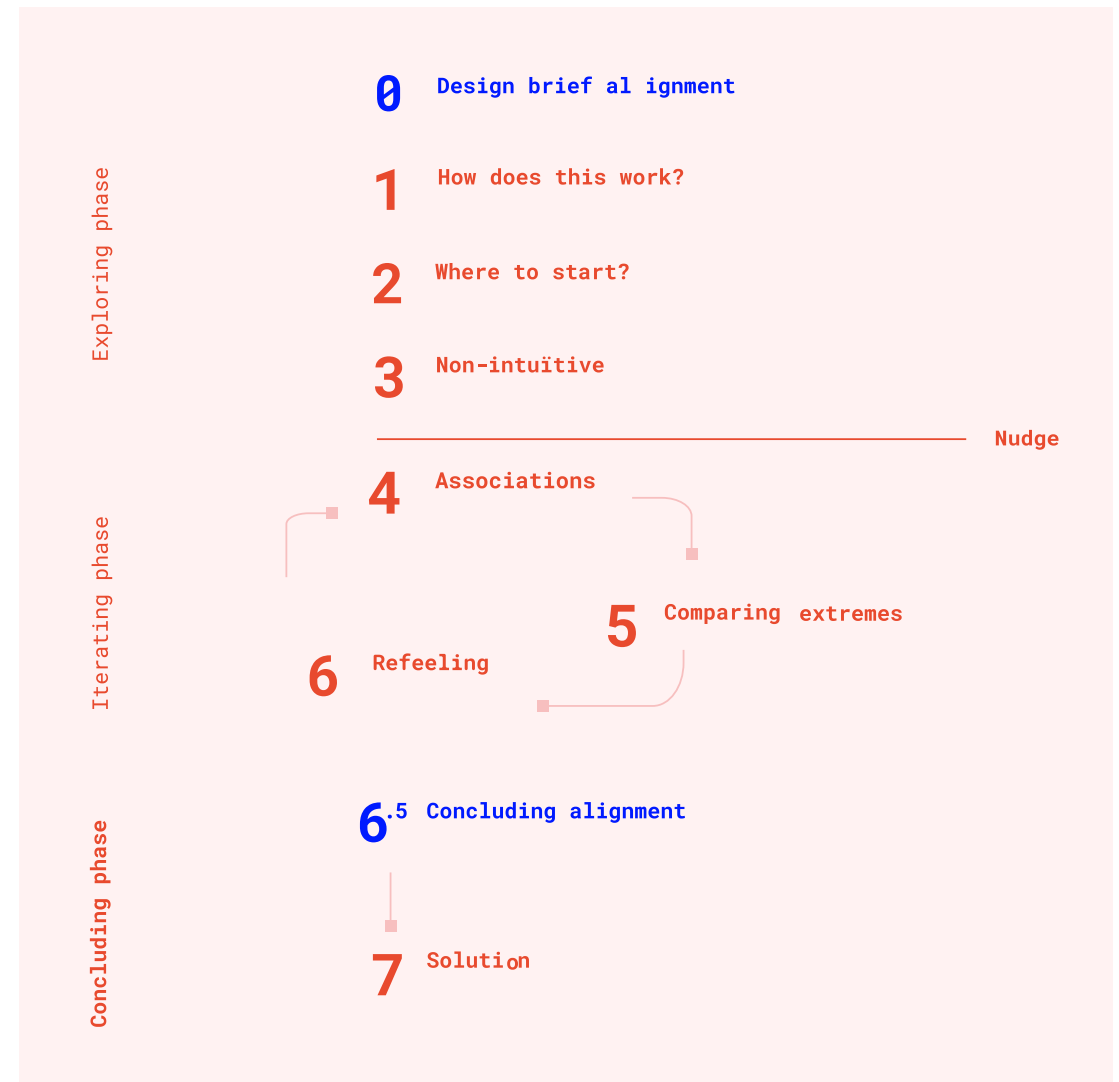 Exploring phase
0 Design brief al ignment
1 How does this work?
2 Where to start?
3 Non-intuïtive
Nudge
Iterating phase
4 Associations
5 Comparing extremes
6 Refeeling
Concluding phase
6.5 Concluding alignment
7 Solution